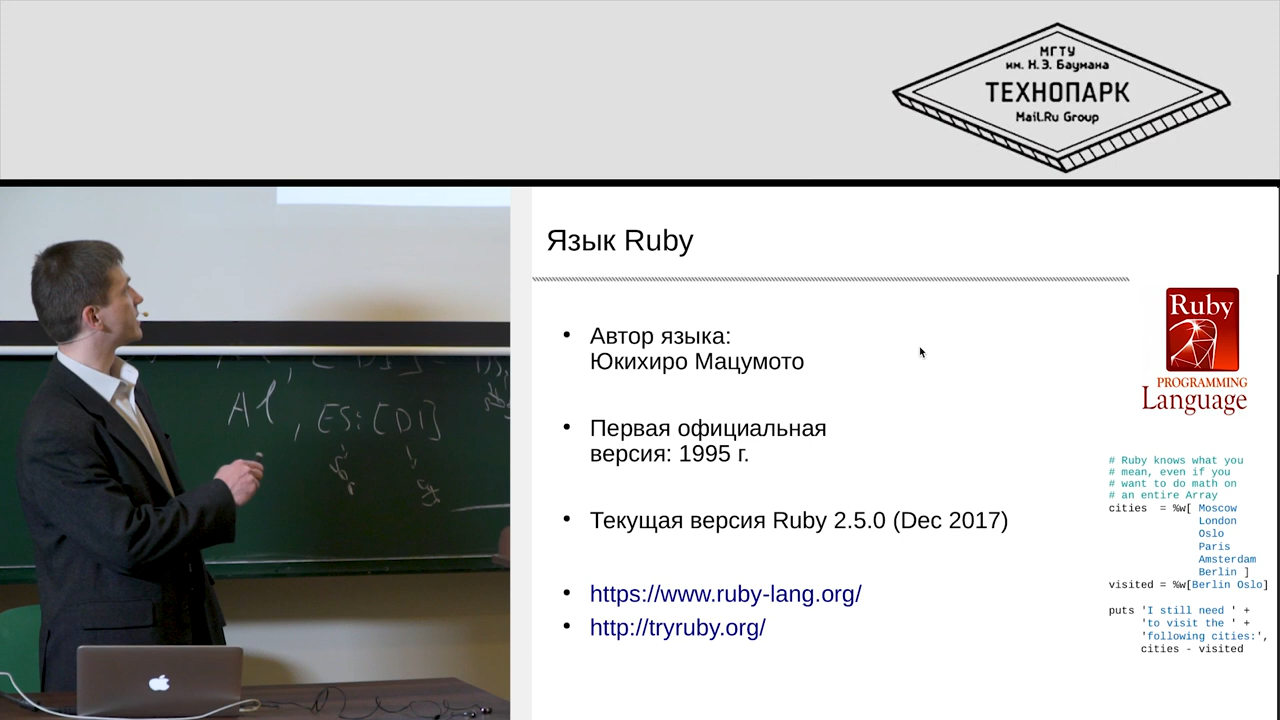 МГТУ
им. Н.Э. Баумана
ТЕХНОПАРК
Mail.Ru Group
Язык Ruby
Автор языка:
Юкихиро Мацумото
Первая официальная
версия: 1995 г.
Текущая версия Ruby 2.5.0 (Dec 2017)
https://www.ruby-lang.org/
http://tryruby.org/
Ruby
PROGRAMMING
Language
# Ruby knows what you
# mean, even if you
# want to do math on
# an entire Array
cities = %w[ Moscow
London
Oslo
Paris
Amsterdam
Berlin ]
visited = %w[Berlin Oslo]
puts 'I still need ' +
'to visit the ' +
'following cities:',
cities - visited
Al, ES:[DI]